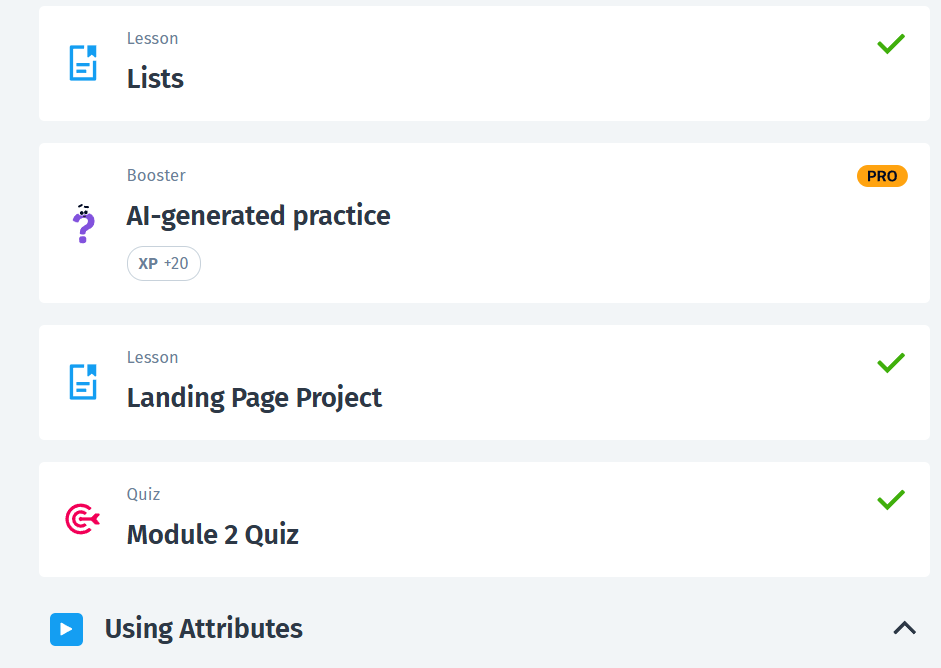 Lesson
Lists
Booster
PRO
AI-generated practice
XP +20
Lesson
Landing Page Project
Quiz
Module 2 Quiz
Using Attributes